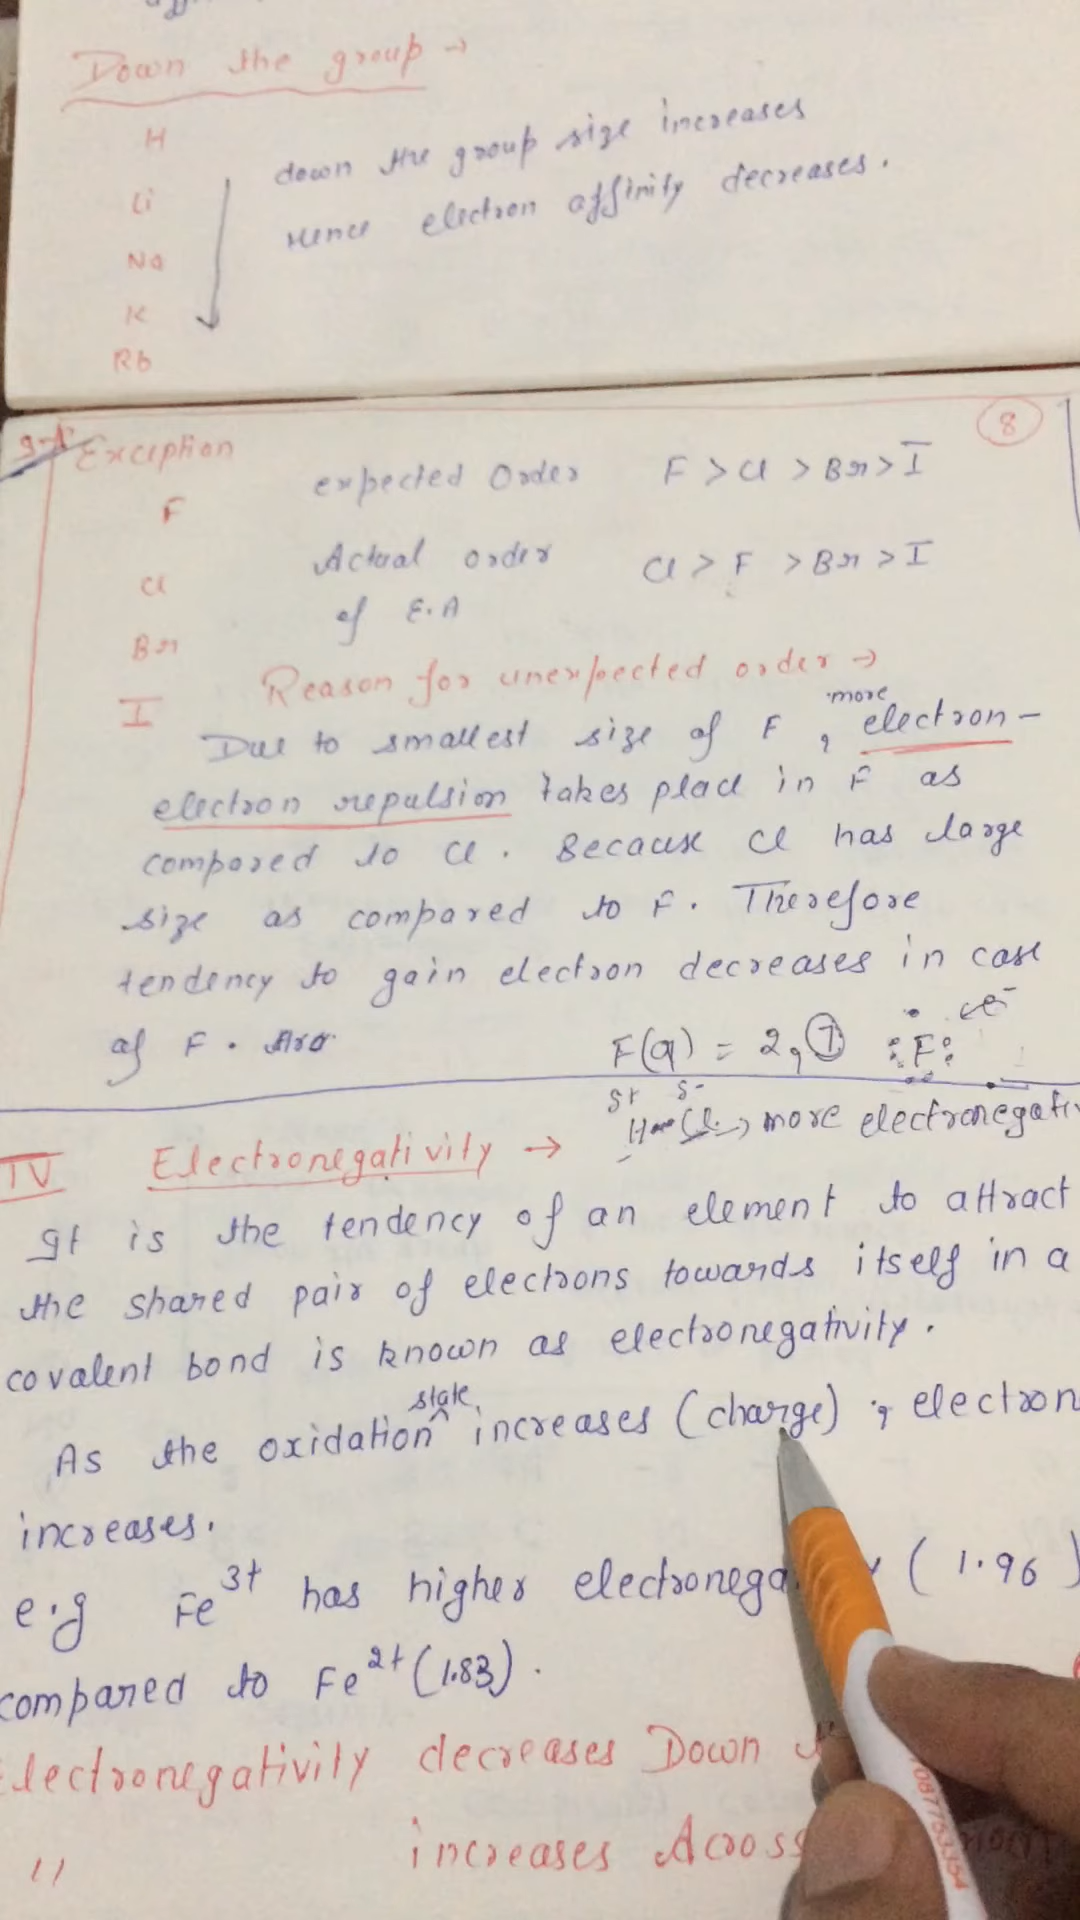 Down the group →
H
Li
Na
K
Rb
down the group size increases
Hence electron affinity decreases.
8
Exception
F
Cl
Br
I
expected Order F > Cl > Br > I
Actual order Cl > F > Br > I
of E.A
Reason for unexpected order →
more
Due to smallest size of F , electron-
electron repulsion takes place in F as
compared to Cl. Because Cl has large
size as compared to F. Therefore
tendency to gain electron decreases in case
of F.
F(9) = 2,7 F e-
δ+ δ-
H Cl → more electronegati
IV Electronegativity →
It is the tendency of an element to attract
the shared pair of electrons towards itself in a
covalent bond is known as electronegativity.
state
As the oxidation ^ increases (charge) , electron
increases.
e.g Fe3+ has higher electronega (1.96)
compared to Fe2+ (1.83).
Electronegativity decreases Down
11 increases Across